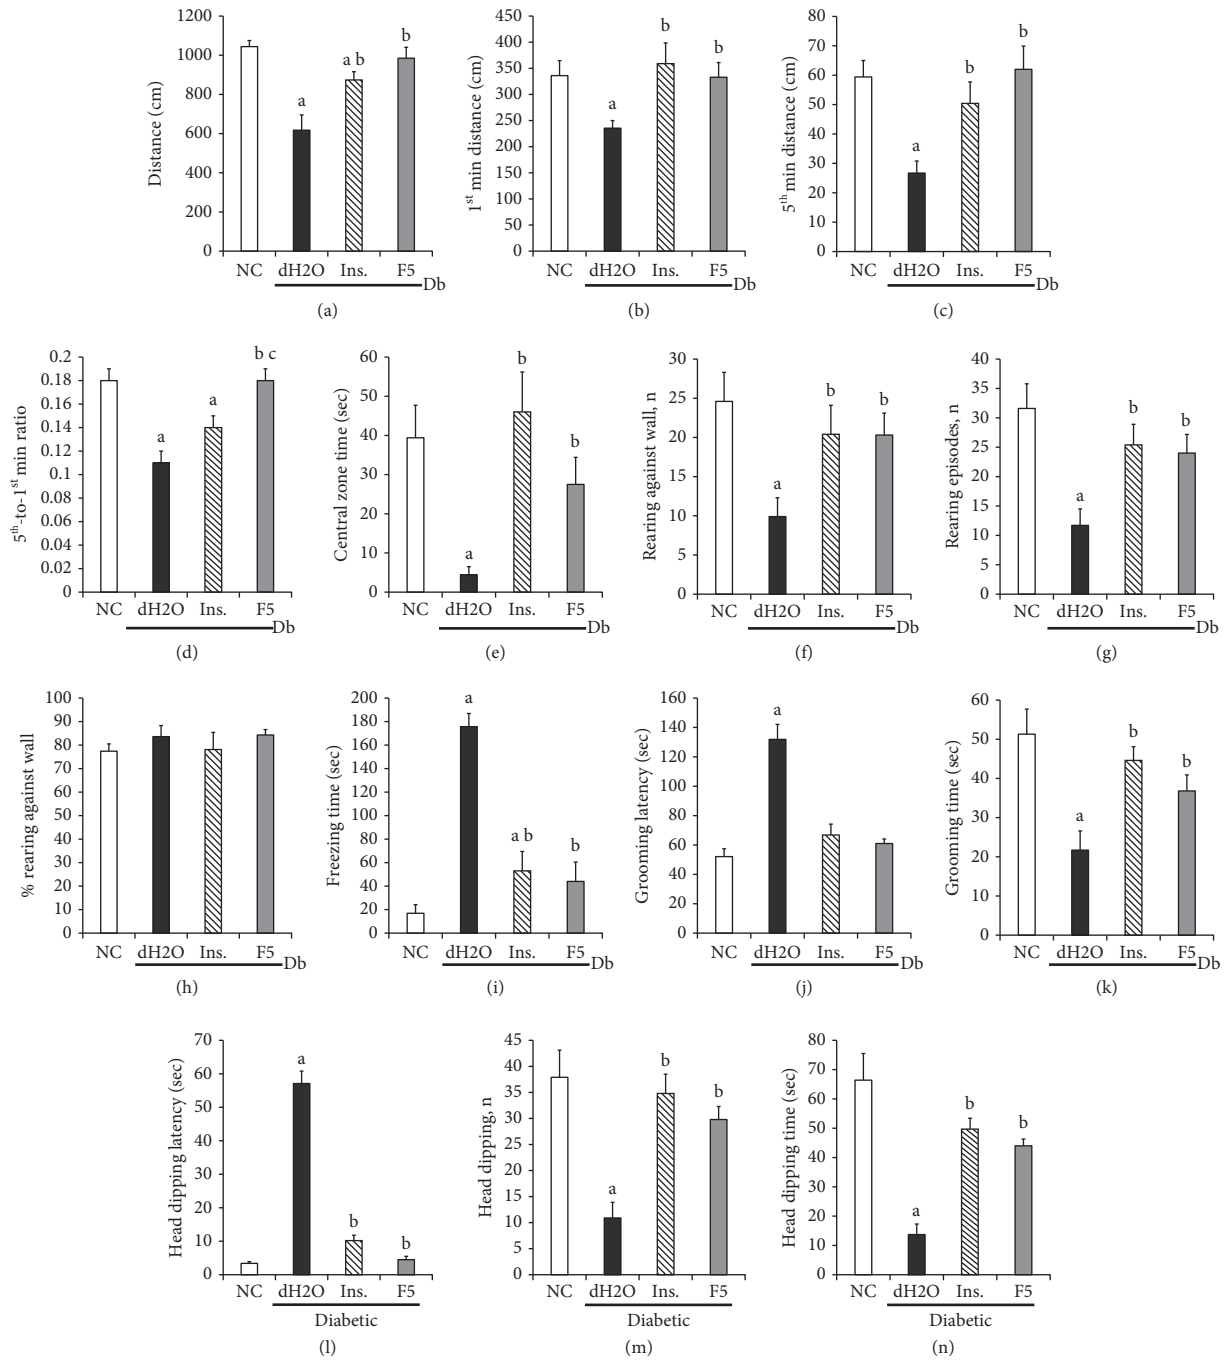 Distance (cm)
1200
1000
800
600
400
200
0
a
a b
b
NC dH2O Ins. F5
Db
(a)
1st min distance (cm)
450
400
350
300
250
200
150
100
50
0
a
b
b
NC dH2O Ins. F5
Db
(b)
5th min distance (cm)
80
70
60
50
40
30
20
10
0
a
b
b
NC dH2O Ins. F5
Db
(c)
5th-to-1st min ratio
0.2
0.18
0.16
0.14
0.12
0.1
0.08
0.06
0.04
0.02
0
a
a
b c
NC dH2O Ins. F5
Db
(d)
Central zone time (sec)
60
50
40
30
20
10
0
a
b
b
NC dH2O Ins. F5
Db
(e)
Rearing against wall, n
30
25
20
15
10
5
0
a
b
b
NC dH2O Ins. F5
Db
(f)
Rearing episodes, n
40
35
30
25
20
15
10
5
0
a
b
b
NC dH2O Ins. F5
Db
(g)
% rearing against wall
100
90
80
70
60
50
40
30
20
10
0
NC dH2O Ins. F5
Db
(h)
Freezing time (sec)
200
180
160
140
120
100
80
60
40
20
0
a
a b
b
NC dH2O Ins. F5
Db
(i)
Grooming latency (sec)
160
140
120
100
80
60
40
20
0
a
NC dH2O Ins. F5
Db
(j)
Grooming time (sec)
60
50
40
30
20
10
0
a
b
b
NC dH2O Ins. F5
Db
(k)
Head dipping latency (sec)
70
60
50
40
30
20
10
0
a
b
b
NC dH2O Ins. F5
Diabetic
(l)
Head dipping, n
45
40
35
30
25
20
15
10
5
0
a
b
b
NC dH2O Ins. F5
Diabetic
(m)
Head dipping time (sec)
80
70
60
50
40
30
20
10
0
a
b
b
NC dH2O Ins. F5
Diabetic
(n)